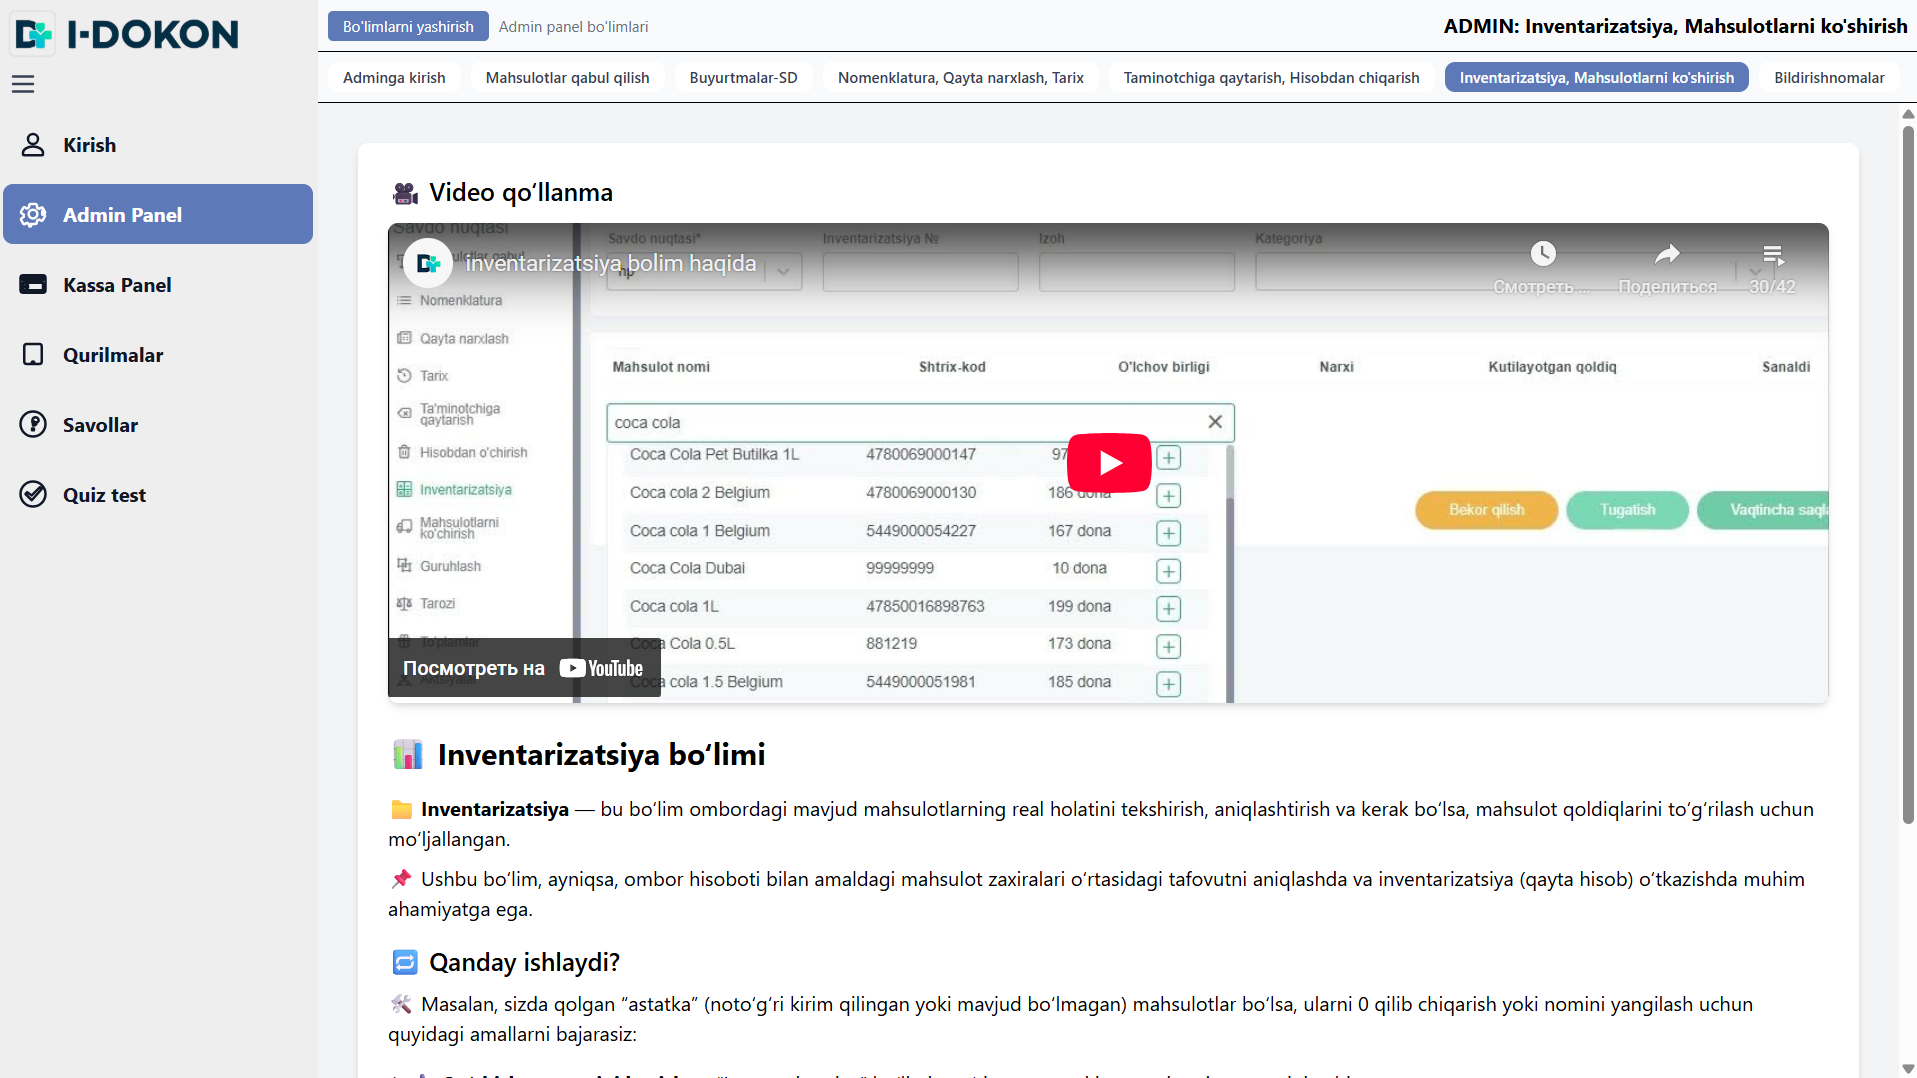 I-DOKON
Bo'limlarni yashirish
Admin panel bo'limlari
ADMIN: Inventarizatsiya, Mahsulotlarni ko'shirish
Adminga kirish
Mahsulotlar qabul qilish
Buyurtmalar-SD
Nomenklatura, Qayta narxlash, Tarix
Taminotchiga qaytarish, Hisobdan chiqarish
Inventarizatsiya, Mahsulotlarni ko'shirish
Bildirishnomalar
Kirish
Admin Panel
Kassa Panel
Qurilmalar
Savollar
Quiz test
Video qo‘llanma
Savdo nuqtasi
Nomenklatura
Qayta narxlash
Tarix
Ta'minotchiga
qaytarish
Hisobdan o'chirish
Inventarizatsiya
Mahsulotlarni
ko'chirish
Guruhlash
Tarozi
To'plamlar
inventarizatsiya bolim haqida
Savdo nuqtasi*
Inventarizatsiya №
Izoh
Kategoriya
Смотреть ...
Поделиться
30/42
Mahsulot nomi
Shtrix-kod
O'lchov birligi
Narxi
Kutilayotgan qoldiq
Sanaldi
coca cola
Coca Cola Pet Butilka 1L 4780069000147 97
Coca cola 2 Belgium 4780069000130 186 dona
Coca cola 1 Belgium 5449000054227 167 dona
Coca Cola Dubai 99999999 10 dona
Coca cola 1L 47850016898763 199 dona
Coca Cola 0.5L 881219 173 dona
Coca cola 1.5 Belgium 5449000051981 185 dona
Bekor qilish
Tugatish
Vaqtincha saqla
Посмотреть на YouTube
Inventarizatsiya bo‘limi
Inventarizatsiya — bu bo‘lim ombordagi mavjud mahsulotlarning real holatini tekshirish, aniqlashtirish va kerak bo‘lsa, mahsulot qoldiqlarini to‘g‘rilash uchun
mo‘ljallangan.
Ushbu bo‘lim, ayniqsa, ombor hisoboti bilan amaldagi mahsulot zaxiralari o‘rtasidagi tafovutni aniqlashda va inventarizatsiya (qayta hisob) o‘tkazishda muhim
ahamiyatga ega.
Qanday ishlaydi?
Masalan, sizda qolgan “astatka” (noto‘g‘ri kirim qilingan yoki mavjud bo‘lmagan) mahsulotlar bo‘lsa, ularni 0 qilib chiqarish yoki nomini yangilash uchun
quyidagi amallarni bajarasiz: